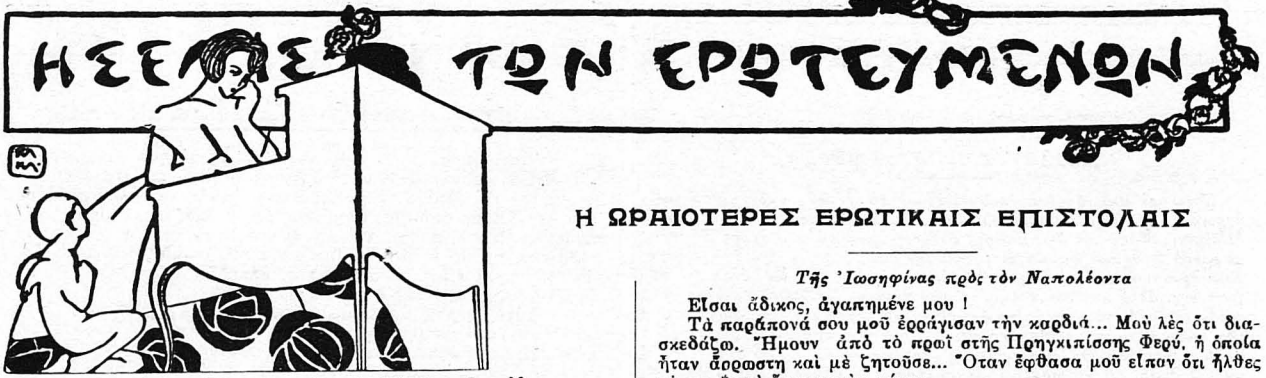 Η ΣΕΛΙΣ ΤΩΝ ΕΡΩΤΕΥΜΕΝΩΝ
Η ΩΡΑΙΟΤΕΡΕΣ ΕΡΩΤΙΚΑΙΣ ΕΠΙΣΤΟΛΑΙΣ
Τῆς Ἰωσηφίνας πρὸς τὸν Ναπολέοντα
Εἶσαι ἄδικος, ἀγαπημένε μου !
Τὰ παράπονά σου μοῦ ἐρράγισαν τὴν καρδιά... Μοῦ λὲς ὅτι δια-
σκεδάζω. Ἤμουν ἀπὸ τὸ πρωῒ στῆς Πρηγκιπίσσης Φερύ, ἡ ὁποία
ἦταν ἄρρωστη καὶ μὲ ζητοῦσε... Ὅταν ἔφθασα μοῦ εἶπαν ὅτι ἦλθες